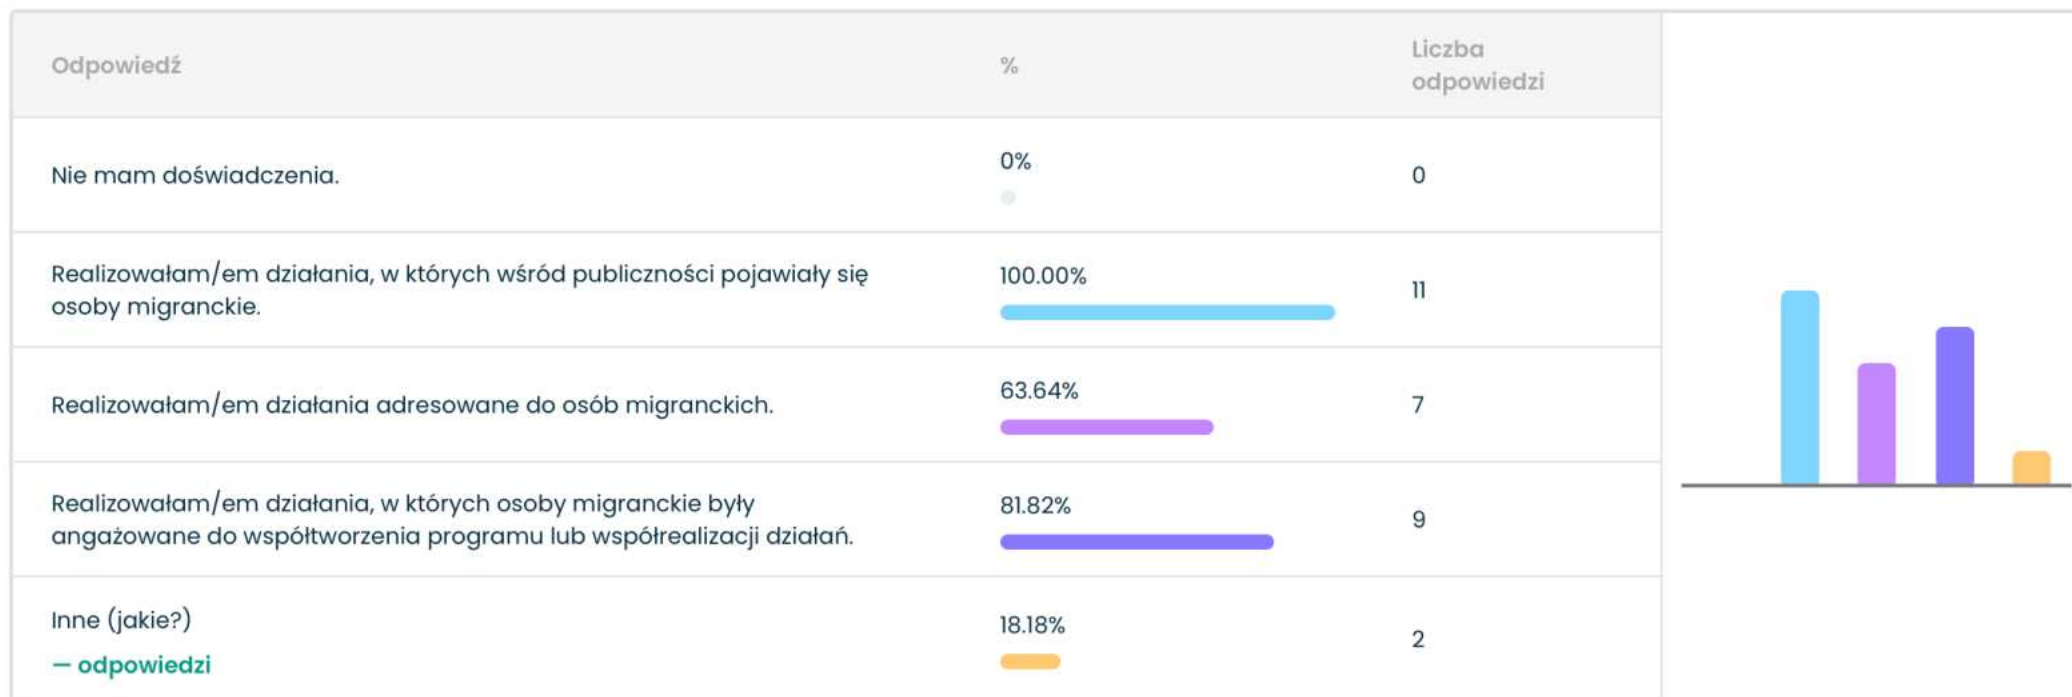 Odpowiedź
%
Liczba
odpowiedzi
Nie mam doświadczenia.
0%
0
Realizowałam/em działania, w których wśród publiczności pojawiały się
osoby migranckie.
100.00%
11
Realizowałam/em działania adresowane do osób migranckich.
63.64%
7
Realizowałam/em działania, w których osoby migranckie były
angażowane do współtworzenia programu lub współrealizacji działań.
81.82%
9
Inne (jakie?)
— odpowiedzi
18.18%
2